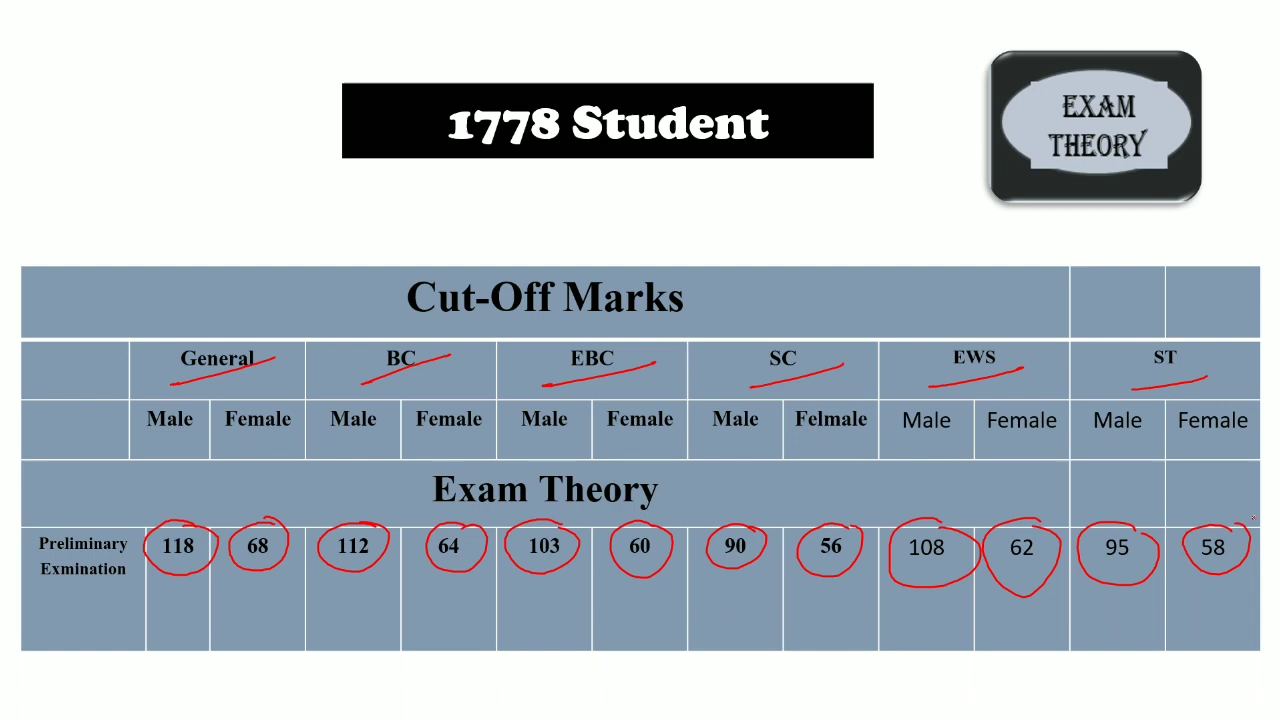 1778 Student
EXAM
THEORY
Cut-Off Marks
General BC EBC SC EWS ST
Male Female Male Female Male Female Male Felmale Male Female Male Female
Exam Theory
Preliminary
Exmination
118 68 112 64 103 60 90 56 108 62 95 58